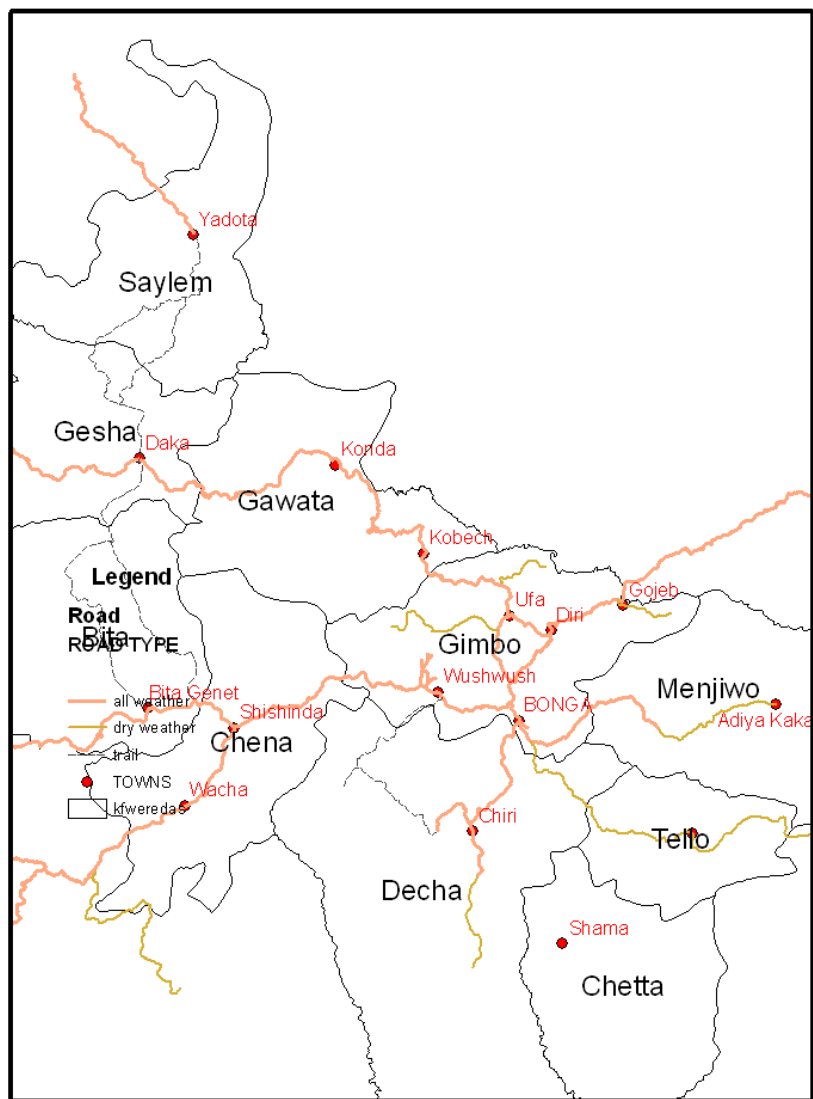 Yadota
Saylem
Gesha
Daka
Konda
Gawata
Kobech
Legend
Road
Bita
ROAD TYPE
Ufa
Gojeb
Diri
Gimbo
Wushwush
Menjiwo
Bita Genet
all weather
Shishinda
BONGA
Adiya Kaka
dry weather
Chena
trail
TOWNS
Wacha
kfweredas
Chiri
Tello
Decha
Shama
Chetta